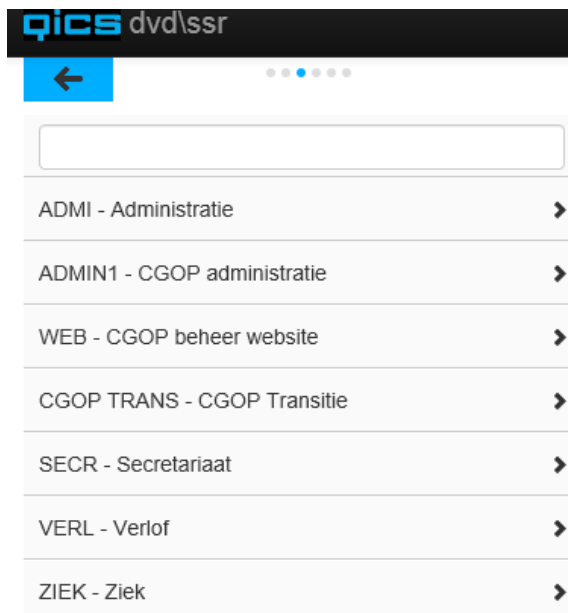 qics dvd\ssr
ADMI - Administratie
ADMIN1 - CGOP administratie
WEB - CGOP beheer website
CGOP TRANS - CGOP Transitie
SECR - Secretariaat
VERL - Verlof
ZIEK - Ziek